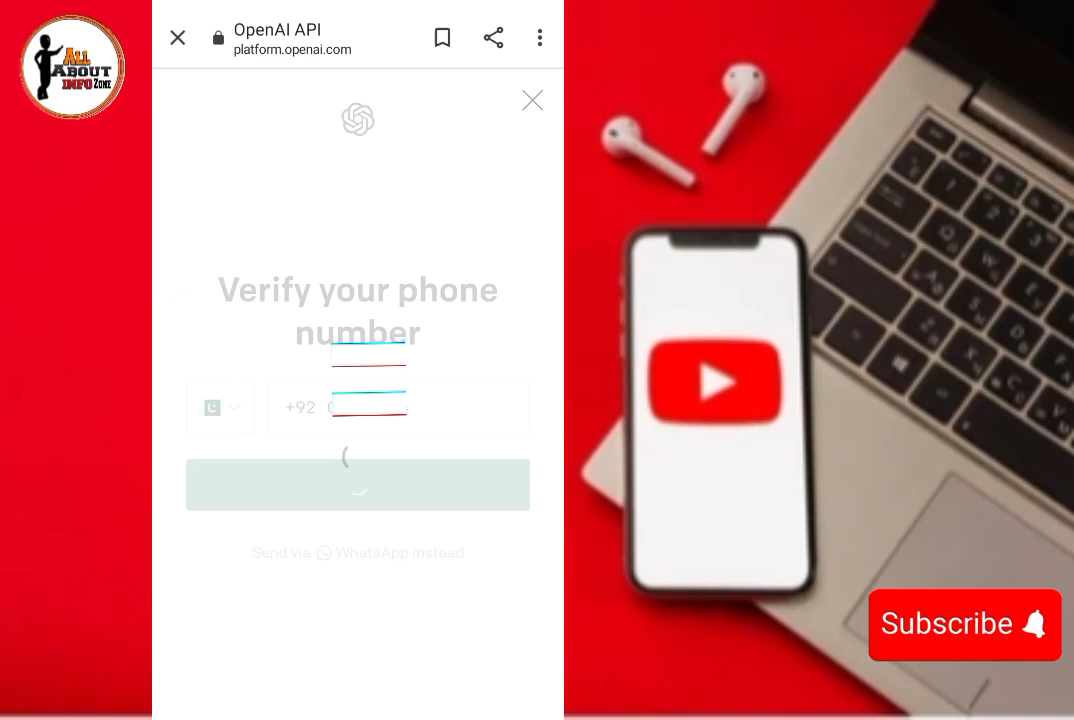 ALL
ABOUT
INFO ZONE
OpenAI API
platform.openai.com
Verify your phone
number
+92
Send via WhatsApp instead
Subscribe